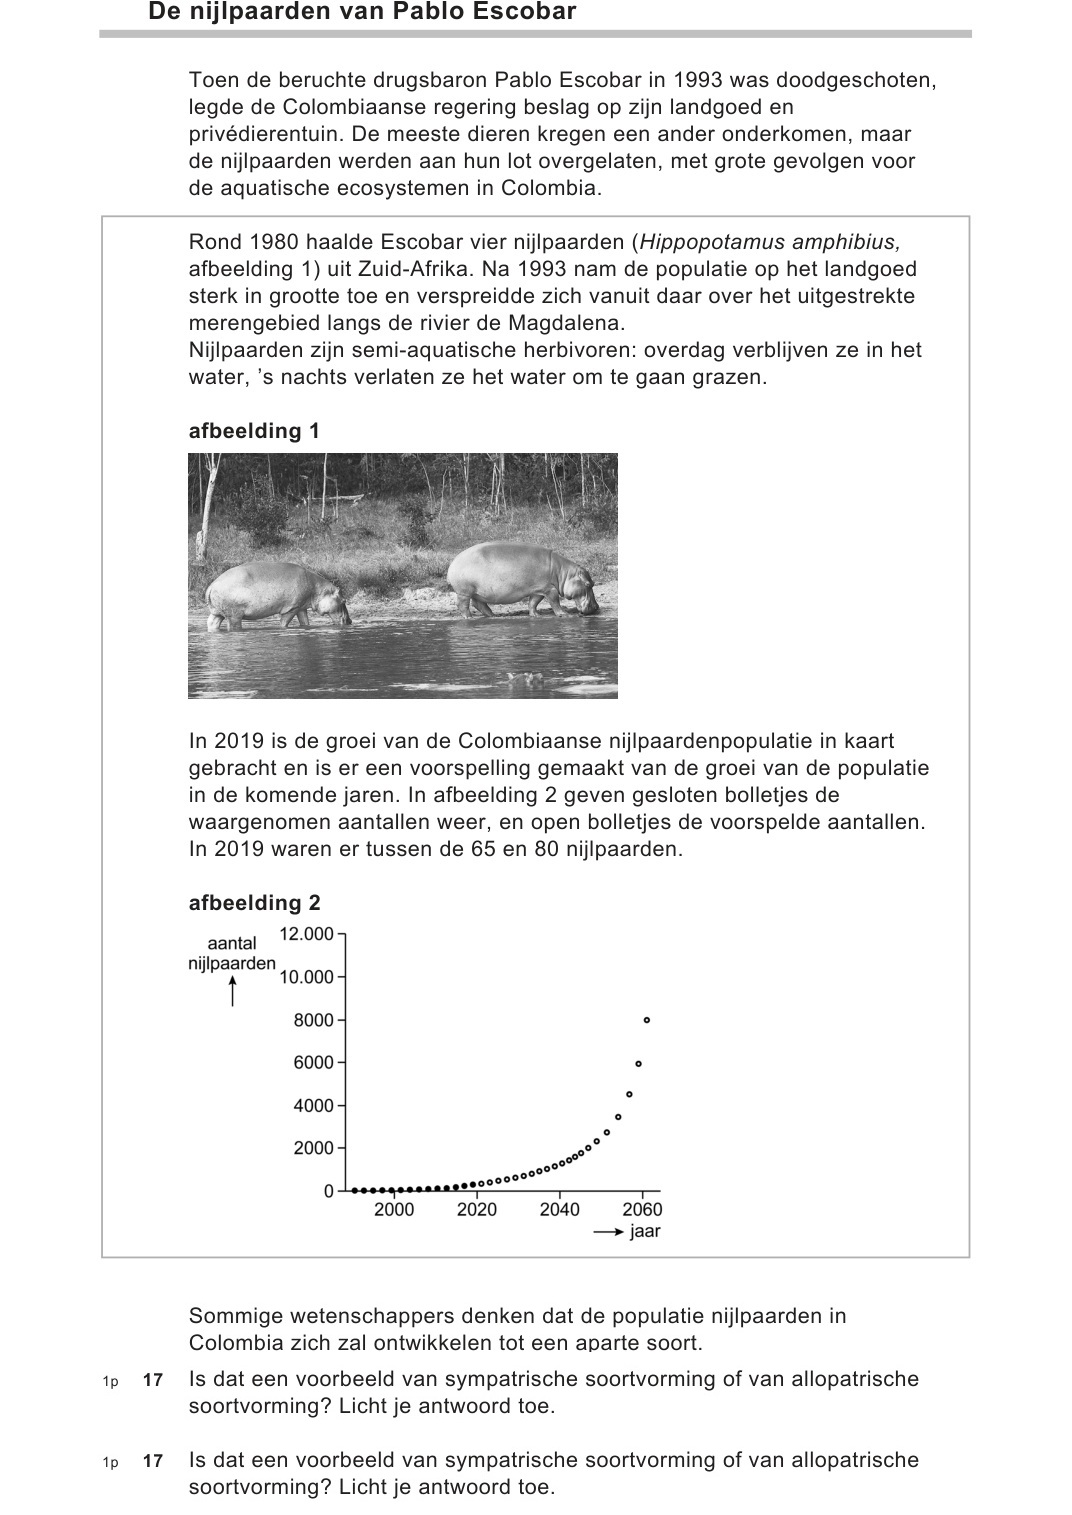 De nijlpaarden van Pablo Escobar
Toen de beruchte drugsbaron Pablo Escobar in 1993 was doodgeschoten,
legde de Colombiaanse regering beslag op zijn landgoed en
privédierentuin. De meeste dieren kregen een ander onderkomen, maar
de nijlpaarden werden aan hun lot overgelaten, met grote gevolgen voor
de aquatische ecosystemen in Colombia.
Rond 1980 haalde Escobar vier nijlpaarden (Hippopotamus amphibius,
afbeelding 1) uit Zuid-Afrika. Na 1993 nam de populatie op het landgoed
sterk in grootte toe en verspreidde zich vanuit daar over het uitgestrekte
merengebied langs de rivier de Magdalena.
Nijlpaarden zijn semi-aquatische herbivoren: overdag verblijven ze in het
water, ’s nachts verlaten ze het water om te gaan grazen.
afbeelding 1
In 2019 is de groei van de Colombiaanse nijlpaardenpopulatie in kaart
gebracht en is er een voorspelling gemaakt van de groei van de populatie
in de komende jaren. In afbeelding 2 geven gesloten bolletjes de
waargenomen aantallen weer, en open bolletjes de voorspelde aantallen.
In 2019 waren er tussen de 65 en 80 nijlpaarden.
afbeelding 2
aantal
nijlpaarden
12.000
10.000
8000
6000
4000
2000
0
2000 2020 2040 2060
jaar
Sommige wetenschappers denken dat de populatie nijlpaarden in
Colombia zich zal ontwikkelen tot een aparte soort.
1p 17 Is dat een voorbeeld van sympatrische soortvorming of van allopatrische
soortvorming? Licht je antwoord toe.
1p 17 Is dat een voorbeeld van sympatrische soortvorming of van allopatrische
soortvorming? Licht je antwoord toe.